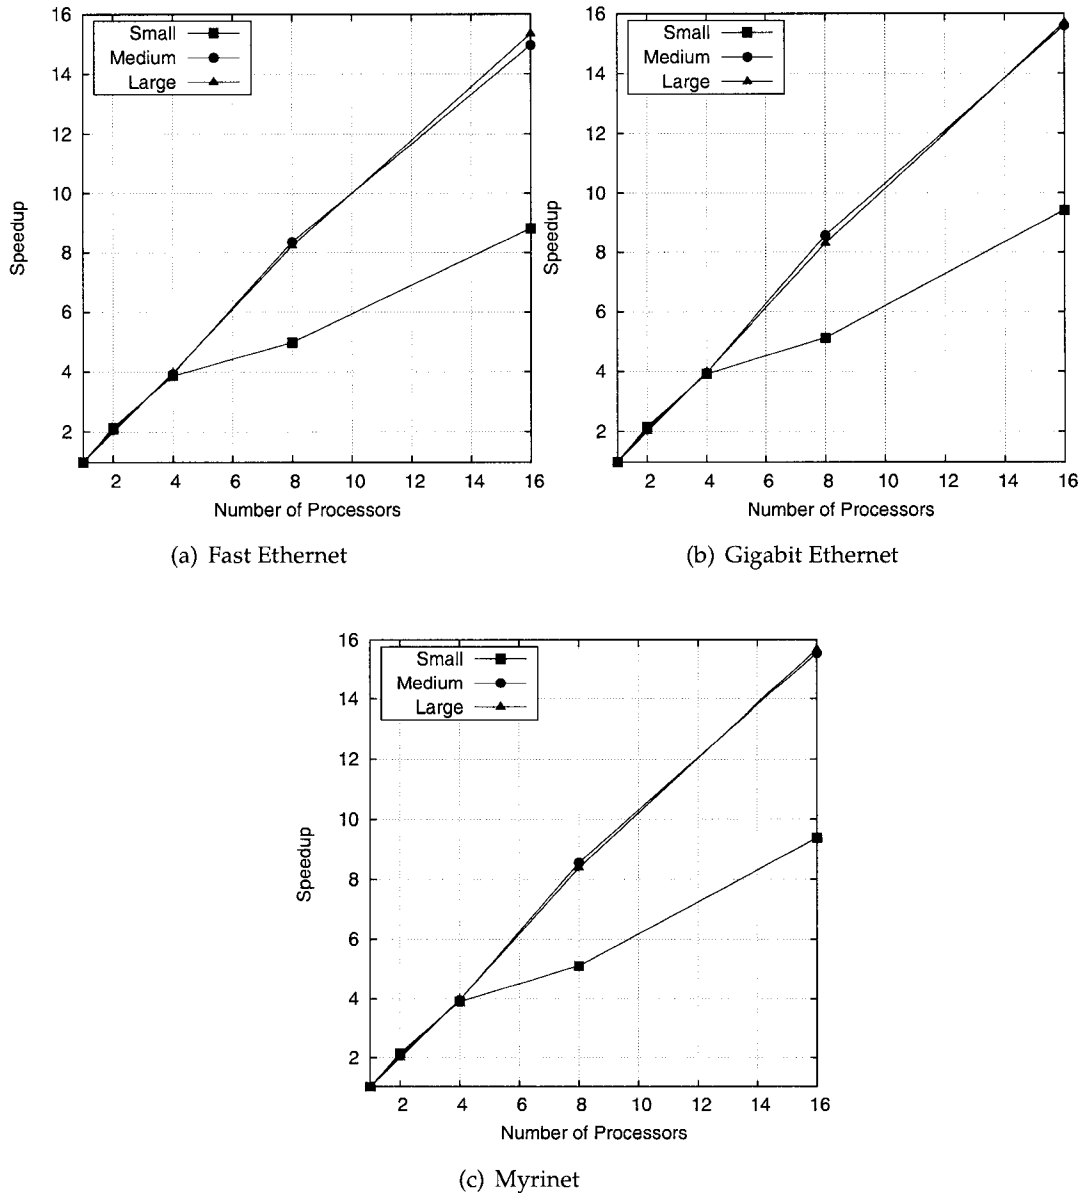 16
14
12
10
8
6
4
2
Speedup
Small
Medium
Large
2 4 6 8 10 12 14 16
Number of Processors
(a) Fast Ethernet
16
14
12
10
8
6
4
2
Speedup
Small
Medium
Large
2 4 6 8 10 12 14 16
Number of Processors
(b) Gigabit Ethernet
16
14
12
10
8
6
4
2
Speedup
Small
Medium
Large
2 4 6 8 10 12 14 16
Number of Processors
(c) Myrinet